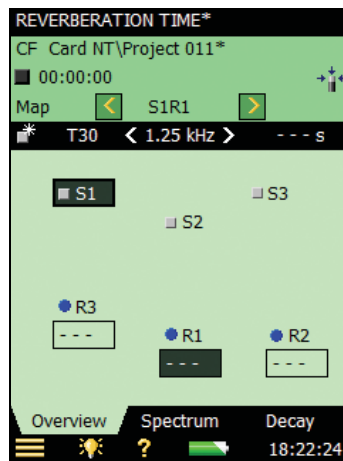 REVERBERATION TIME*
CF Card NT\Project 011*
00:00:00
Map < S1R1 >
T30 < 1.25 kHz > - - - s
S1 S3
S2
R3
- - - R1 R2
- - - - - -
Overview Spectrum Decay
? 18:22:24